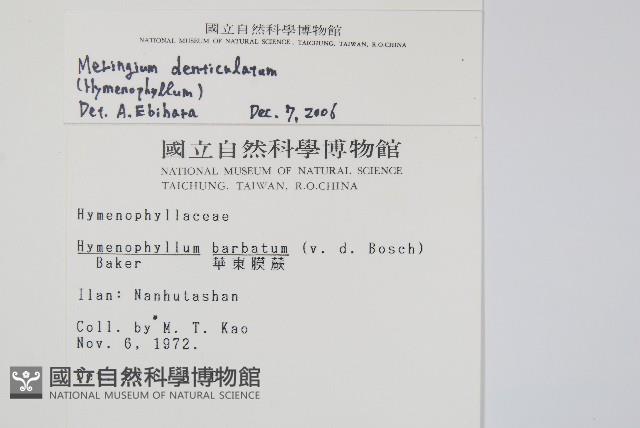 國立自然科學博物館
NATIONAL MUSEUM OF NATURAL SCIENCE, TAICHUNG, TAIWAN, R.O.CHINA
Meringium denticulatum
(Hymenophyllum)
Det. A. Ebihara Dec. 7, 2006
國立自然科學博物館
NATIONAL MUSEUM OF NATURAL SCIENCE
TAICHUNG, TAIWAN, R.O.CHINA
Hymenophyllaceae
Hymenophyllum barbatum (v. d. Bosch)
Baker 華東膜蕨
Ilan: Nanhutashan
Coll. by M. T. Kao
Nov. 6, 1972.
國立自然科學博物館
NATIONAL MUSEUM OF NATURAL SCIENCE